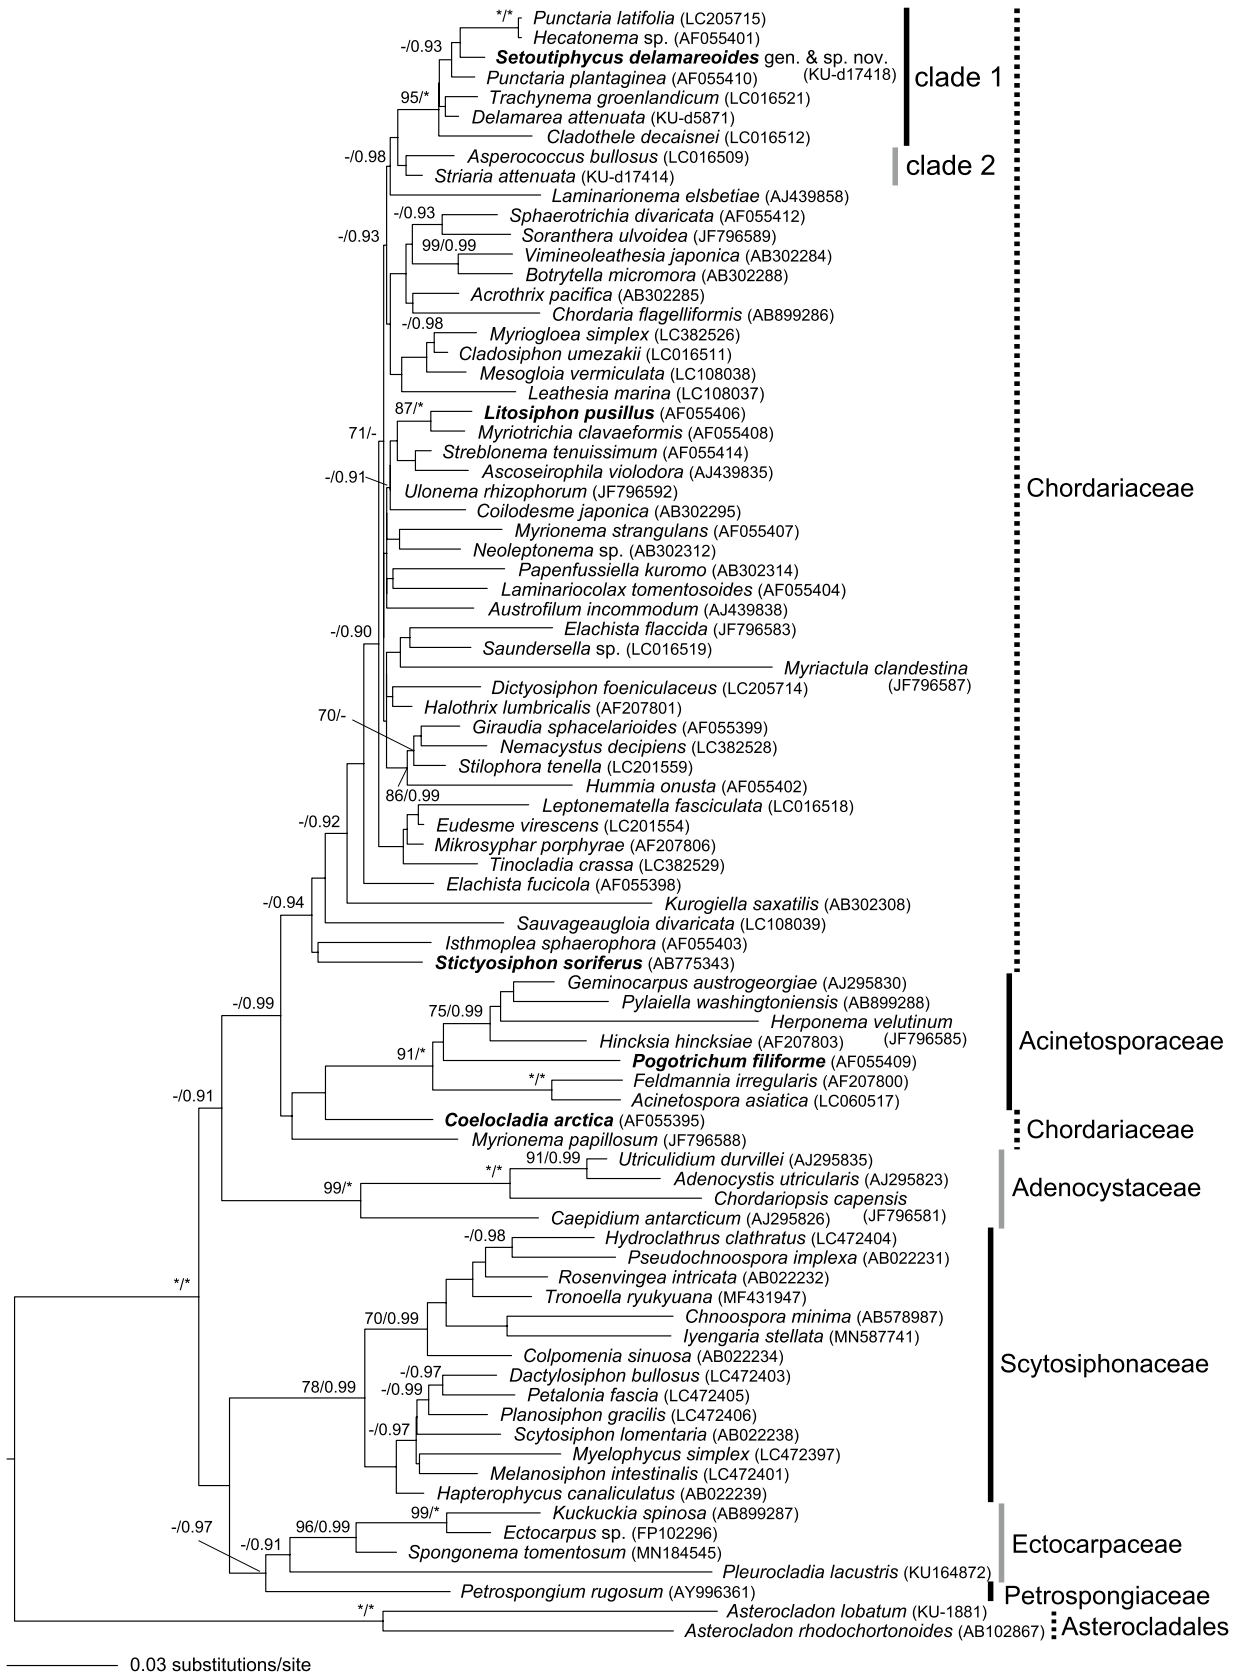 */* Punctaria latifolia (LC205715)
Hecatonema sp. (AF055401)
-/0.93 Setoutiphycus delamareoides gen. & sp. nov.
Punctaria plantaginea (AF055410) (KU-d17418) clade 1
95/* Trachynema groenlandicum (LC016521)
Delamarea attenuata (KU-d5871)
Cladothele decaisnei (LC016512)
-/0.98 Asperococcus bullosus (LC016509)
clade 2
Striaria attenuata (KU-d17414)
Laminarionema elsbetiae (AJ439858)
-/0.93 Sphaerotrichia divaricata (AF055412)
-/0.93 Soranthera ulvoidea (JF796589)
99/0.99 Vimineoleathesia japonica (AB302284)
Botrytella micromora (AB302288)
Acrothrix pacifica (AB302285)
Chordaria flagelliformis (AB899286)
-/0.98 Myriogloea simplex (LC382526)
Cladosiphon umezakii (LC016511)
Mesogloia vermiculata (LC108038)
Leathesia marina (LC108037)
87/* Litosiphon pusillus (AF055406)
71/- Myriotrichia clavaeformis (AF055408)
Streblonema tenuissimum (AF055414)
-/0.91 Ascoseirophila violodora (AJ439835)
Ulonema rhizophorum (JF796592) Chordariaceae
Coilodesme japonica (AB302295)
Myrionema strangulans (AF055407)
Neoleptonema sp. (AB302312)
Papenfussiella kuromo (AB302314)
Laminariocolax tomentosoides (AF055404)
Austrofilum incommodum (AJ439838)
-/0.90 Elachista flaccida (JF796583)
Saundersella sp. (LC016519)
Myriactula clandestina
(JF796587)
Dictyosiphon foeniculaceus (LC205714)
70/- Halothrix lumbricalis (AF207801)
Giraudia sphacelarioides (AF055399)
Nemacystus decipiens (LC382528)
Stilophora tenella (LC201559)
Hummia onusta (AF055402)
86/0.99 Leptonematella fasciculata (LC016518)
-/0.92 Eudesme virescens (LC201554)
Mikrosyphar porphyrae (AF207806)
Tinocladia crassa (LC382529)
Elachista fucicola (AF055398)
-/0.94 Kurogiella saxatilis (AB302308)
Sauvageaugloia divaricata (LC108039)
Isthmoplea sphaerophora (AF055403)
Stictyosiphon soriferus (AB775343)
Geminocarpus austrogeorgiae (AJ295830)
-/0.99 75/0.99 Pylaiella washingtoniensis (AB899288)
Herponema velutinum
Hincksia hincksiae (AF207803) (JF796585) Acinetosporaceae
91/* Pogotrichum filiforme (AF055409)
*/* Feldmannia irregularis (AF207800)
-/0.91 Acinetospora asiatica (LC060517)
Coelocladia arctica (AF055395)
Chordariaceae
Myrionema papillosum (JF796588)
91/0.99 Utriculidium durvillei (AJ295835)
*/* Adenocystis utricularis (AJ295823)
99/* Chordariopsis capensis Adenocystaceae
Caepidium antarcticum (AJ295826) (JF796581)
-/0.98 Hydroclathrus clathratus (LC472404)
Pseudochnoospora implexa (AB022231)
*/* Rosenvingea intricata (AB022232)
Tronoella ryukyuana (MF431947)
70/0.99 Chnoospora minima (AB578987)
Iyengaria stellata (MN587741)
Colpomenia sinuosa (AB022234) Scytosiphonaceae
-/0.97 Dactylosiphon bullosus (LC472403)
78/0.99 -/0.99 Petalonia fascia (LC472405)
Planosiphon gracilis (LC472406)
-/0.97 Scytosiphon lomentaria (AB022238)
Myelophycus simplex (LC472397)
Melanosiphon intestinalis (LC472401)
Hapterophycus canaliculatus (AB022239)
99/* Kuckuckia spinosa (AB899287)
-/0.97 96/0.99 Ectocarpus sp. (FP102296)
-/0.91 Spongonema tomentosum (MN184545) Ectocarpaceae
Pleurocladia lacustris (KU164872)
Petrospongium rugosum (AY996361) Petrospongiaceae
*/* Asterocladon lobatum (KU-1881)
Asterocladon rhodochortonoides (AB102867) Asterocladales
0.03 substitutions/site